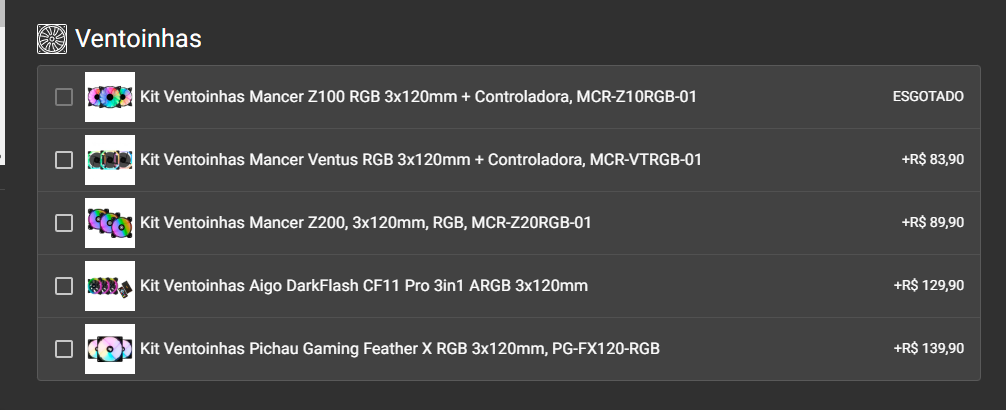 Ventoinhas
Kit Ventoinhas Mancer Z100 RGB 3x120mm + Controladora, MCR-Z10RGB-01 ESGOTADO
Kit Ventoinhas Mancer Ventus RGB 3x120mm + Controladora, MCR-VTRGB-01 +R$ 83,90
Kit Ventoinhas Mancer Z200, 3x120mm, RGB, MCR-Z20RGB-01 +R$ 89,90
Kit Ventoinhas Aigo DarkFlash CF11 Pro 3in1 ARGB 3x120mm +R$ 129,90
Kit Ventoinhas Pichau Gaming Feather X RGB 3x120mm, PG-FX120-RGB +R$ 139,90